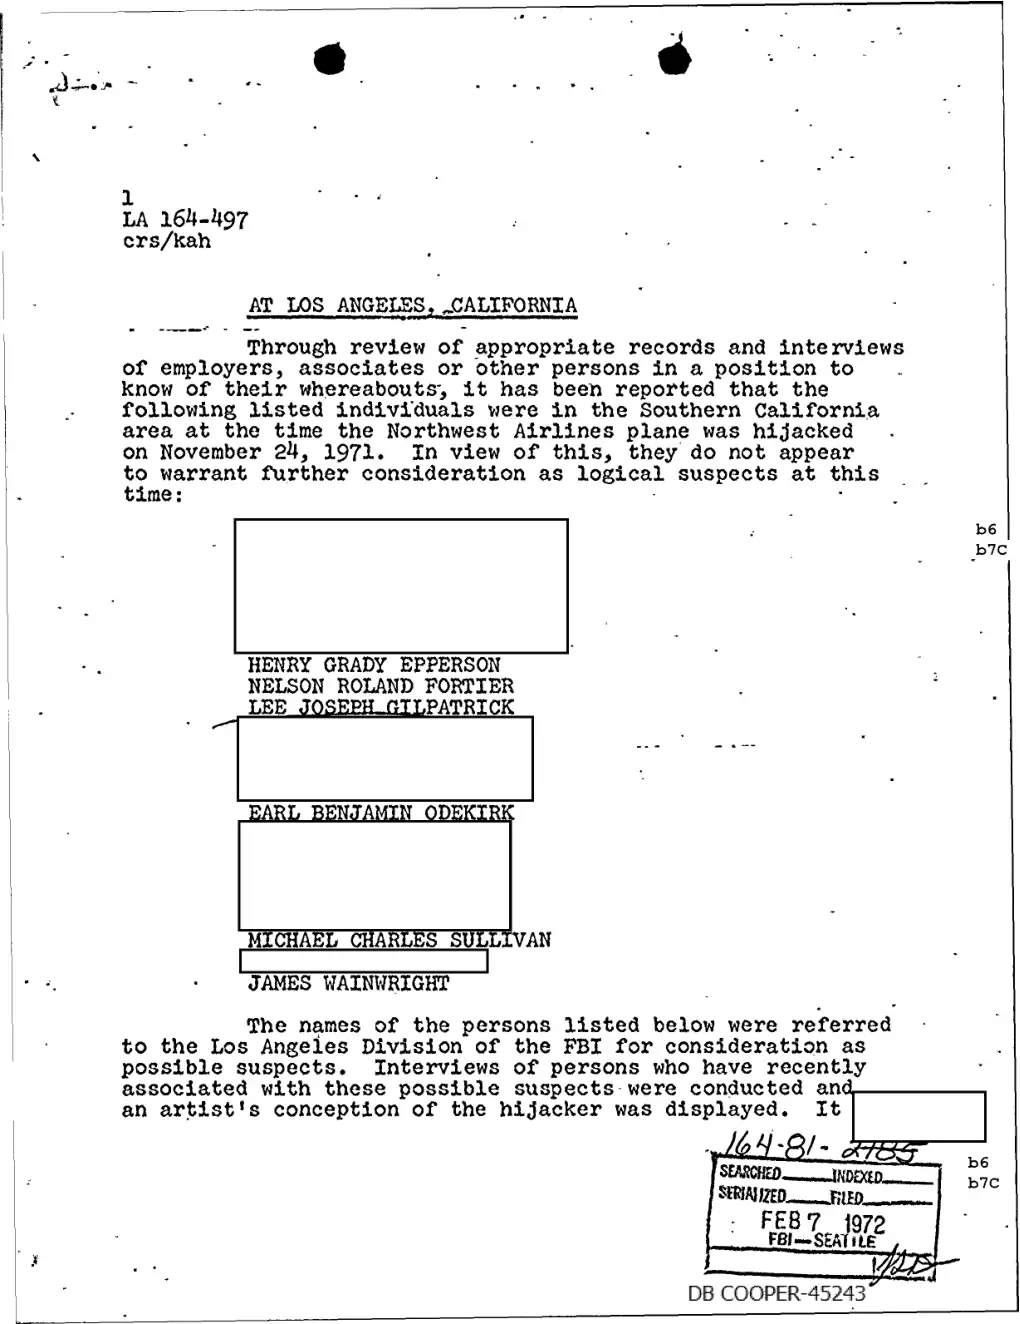 1
LA 164-497
crs/kah
AT LOS ANGELES, CALIFORNIA
Through review of appropriate records and interviews
of employers, associates or other persons in a position to
know of their whereabouts, it has been reported that the
following listed individuals were in the Southern California
area at the time the Northwest Airlines plane was hijacked
on November 24, 1971. In view of this, they do not appear
to warrant further consideration as logical suspects at this
time:
b6
b7C
HENRY GRADY EPPERSON
NELSON ROLAND FORTIER
LEE JOSEPH GILPATRICK
EARL BENJAMIN ODEKIRK
MICHAEL CHARLES SULLIVAN
JAMES WAINWRIGHT
The names of the persons listed below were referred
to the Los Angeles Division of the FBI for consideration as
possible suspects. Interviews of persons who have recently
associated with these possible suspects were conducted and
an artist's conception of the hijacker was displayed. It
164-81-2785
b6
b7C
SEARCHED INDEXED
SERIALIZED FILED
FEB 7 1972
FBI—SEATTLE
DB COOPER-45243